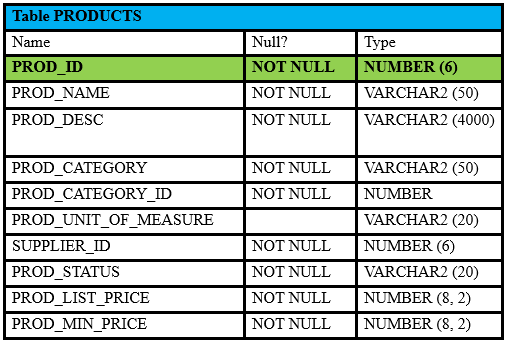 Table PRODUCTS
Name Null? Type
PROD_ID NOT NULL NUMBER (6)
PROD_NAME NOT NULL VARCHAR2 (50)
PROD_DESC NOT NULL VARCHAR2 (4000)
PROD_CATEGORY NOT NULL VARCHAR2 (50)
PROD_CATEGORY_ID NOT NULL NUMBER
PROD_UNIT_OF_MEASURE VARCHAR2 (20)
SUPPLIER_ID NOT NULL NUMBER (6)
PROD_STATUS NOT NULL VARCHAR2 (20)
PROD_LIST_PRICE NOT NULL NUMBER (8, 2)
PROD_MIN_PRICE NOT NULL NUMBER (8, 2)